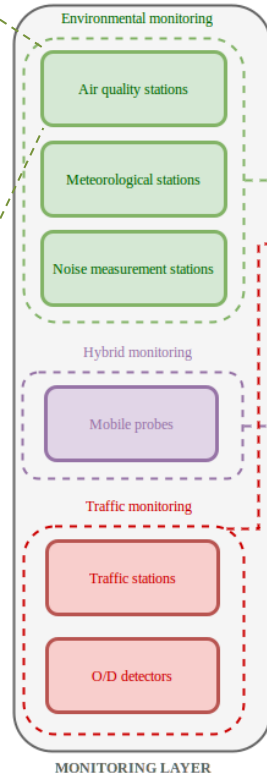 Environmental monitoring
Air quality stations
Meteorological stations
Noise measurement stations
Hybrid monitoring
Mobile probes
Traffic monitoring
Traffic stations
O/D detectors
MONITORING LAYER